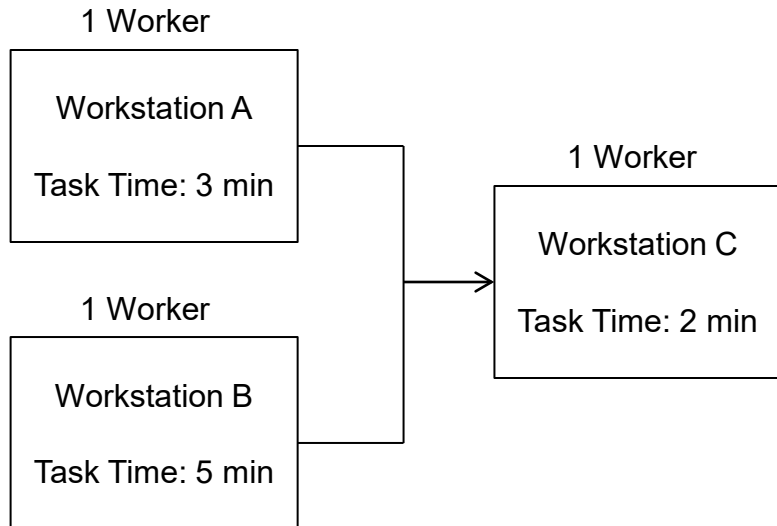 1 Worker
Workstation A
Task Time: 3 min
1 Worker
Workstation B
Task Time: 5 min
1 Worker
Workstation C
Task Time: 2 min